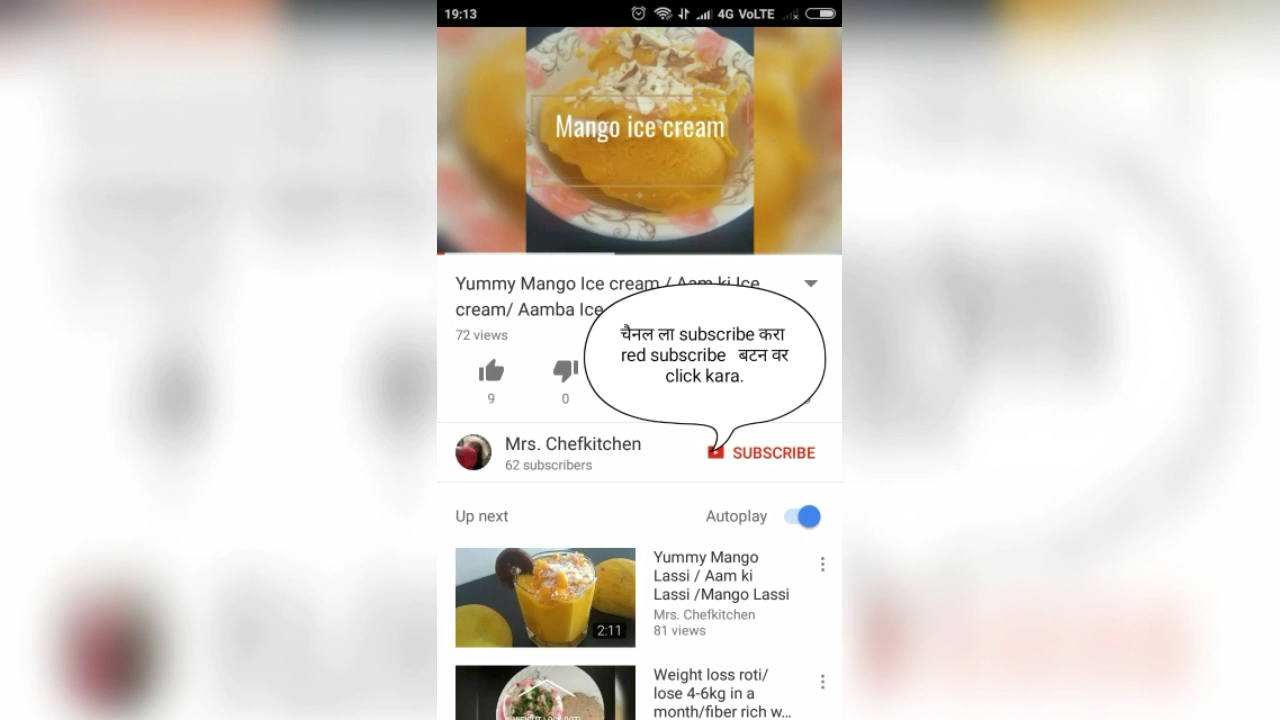 19:13
4G VoLTE
Mango ice cream
Yummy Mango Ice cream / Aam ki Ice
cream/ Aamba Ice
72 views
चैनल ला subscribe करा
red subscribe बटन वर
click kara.
9
0
Mrs. Chefkitchen
62 subscribers
SUBSCRIBE
Up next
Autoplay
Yummy Mango
Lassi / Aam ki
Lassi /Mango Lassi
Mrs. Chefkitchen
81 views
2:11
Weight loss roti/
lose 4-6kg in a
month/fiber rich w...